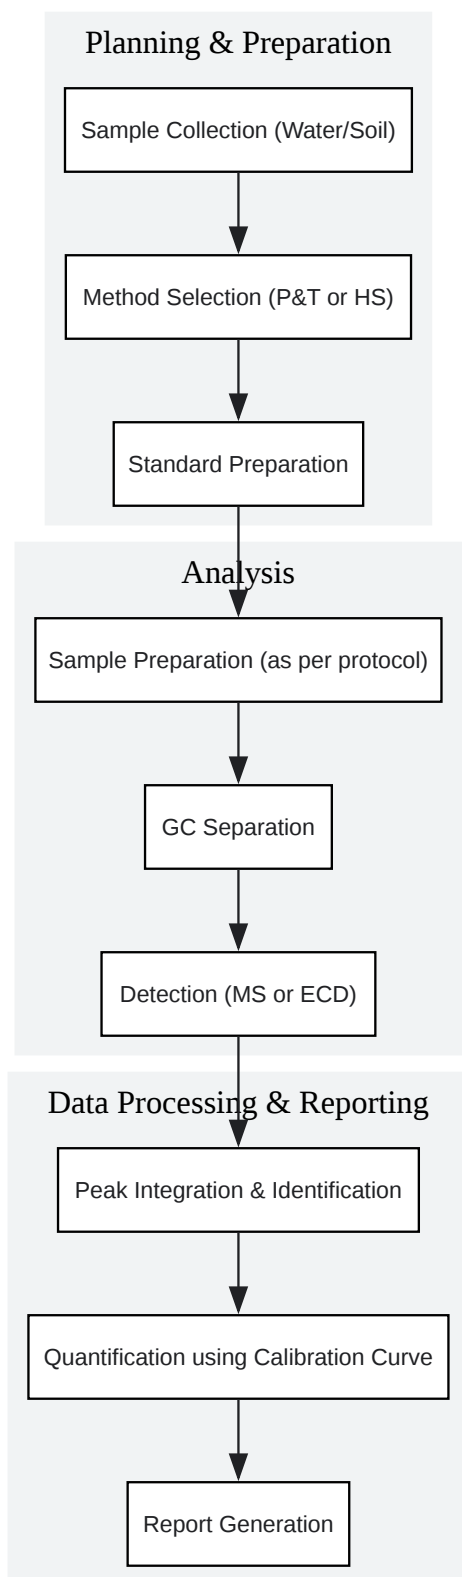 Planning & Preparation
Sample Collection (Water/Soil)
Method Selection (P&T or HS)
Standard Preparation
Analysis
Sample Preparation (as per protocol)
GC Separation
Detection (MS or ECD)
Data Processing & Reporting
Peak Integration & Identification
Quantification using Calibration Curve
Report Generation